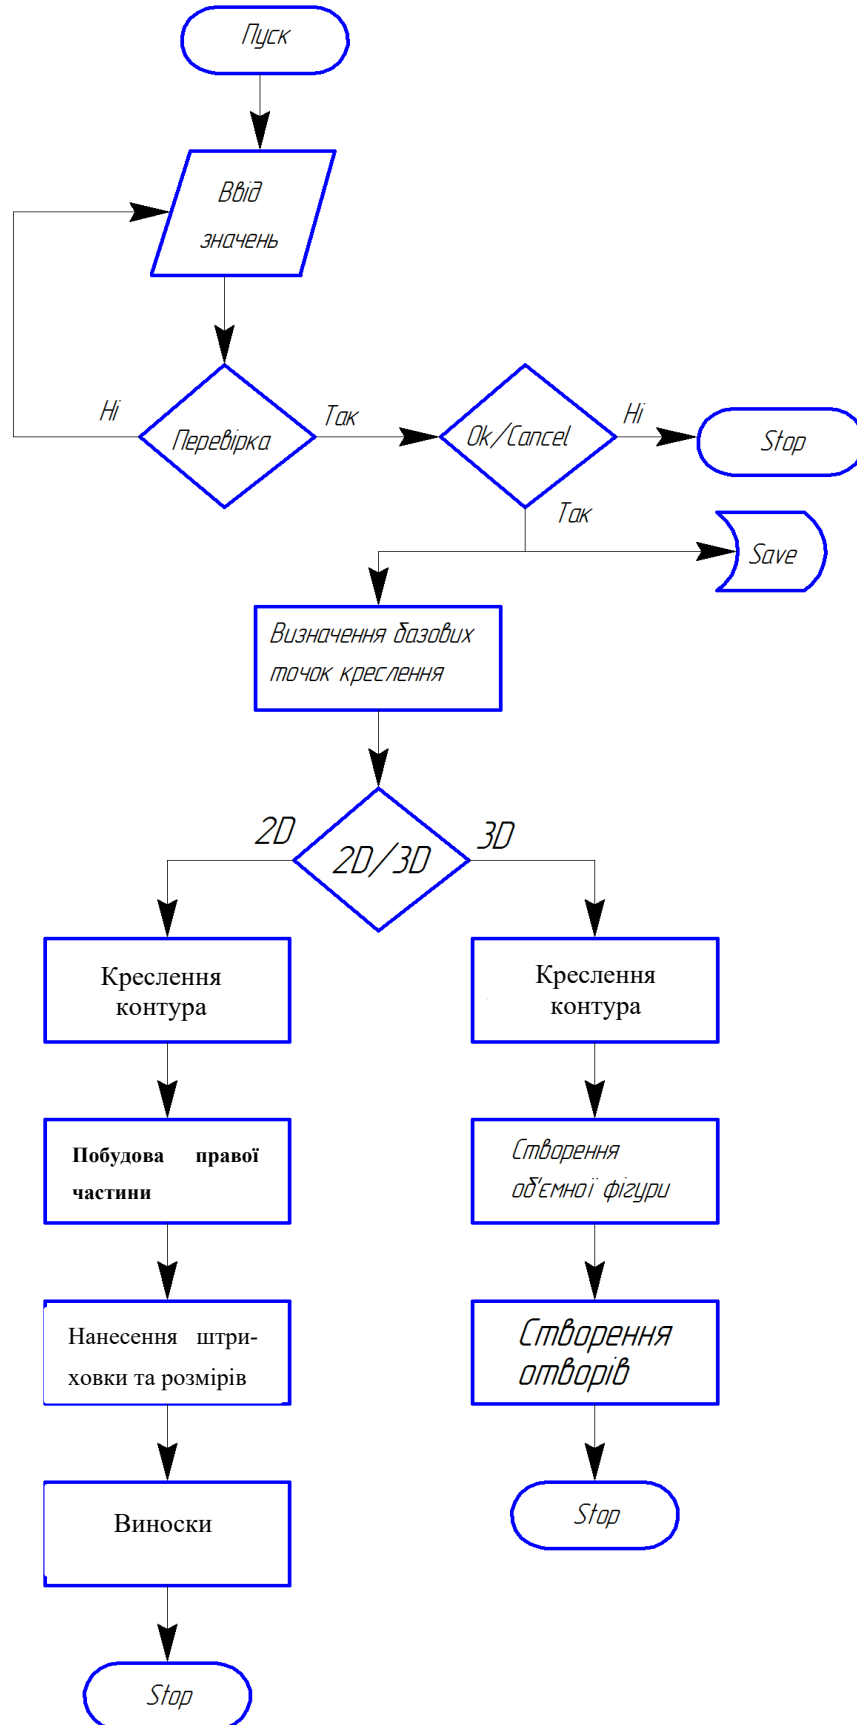 Пуск
Ввід
значень
Ні
Так
Перевірка
Ok/Cancel
Ні
Stop
Так
Save
Визначення базових
точок креслення
2D
2D/3D
3D
Креслення
контура
Креслення
контура
Побудова правої
частини
Створення
об'ємної фігури
Нанесення штри-
ховки та розмірів
Створення
отворів
Виноски
Stop
Stop